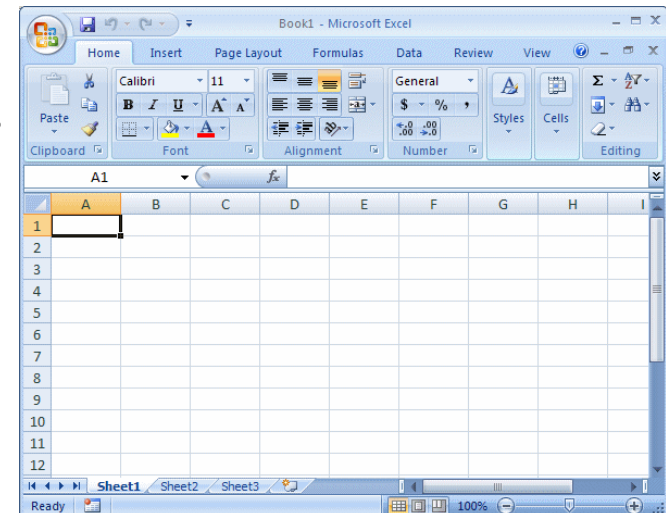 Book1 - Microsoft Excel
Home Insert Page Layout Formulas Data Review View
Calibri 11 General
B I U A A $ % ,
Paste A .00 .00 Styles Cells
Clipboard Font Alignment Number Editing
A1 fx
A B C D E F G H I
1
2
3
4
5
6
7
8
9
10
11
12
Sheet1 Sheet2 Sheet3
Ready 100%